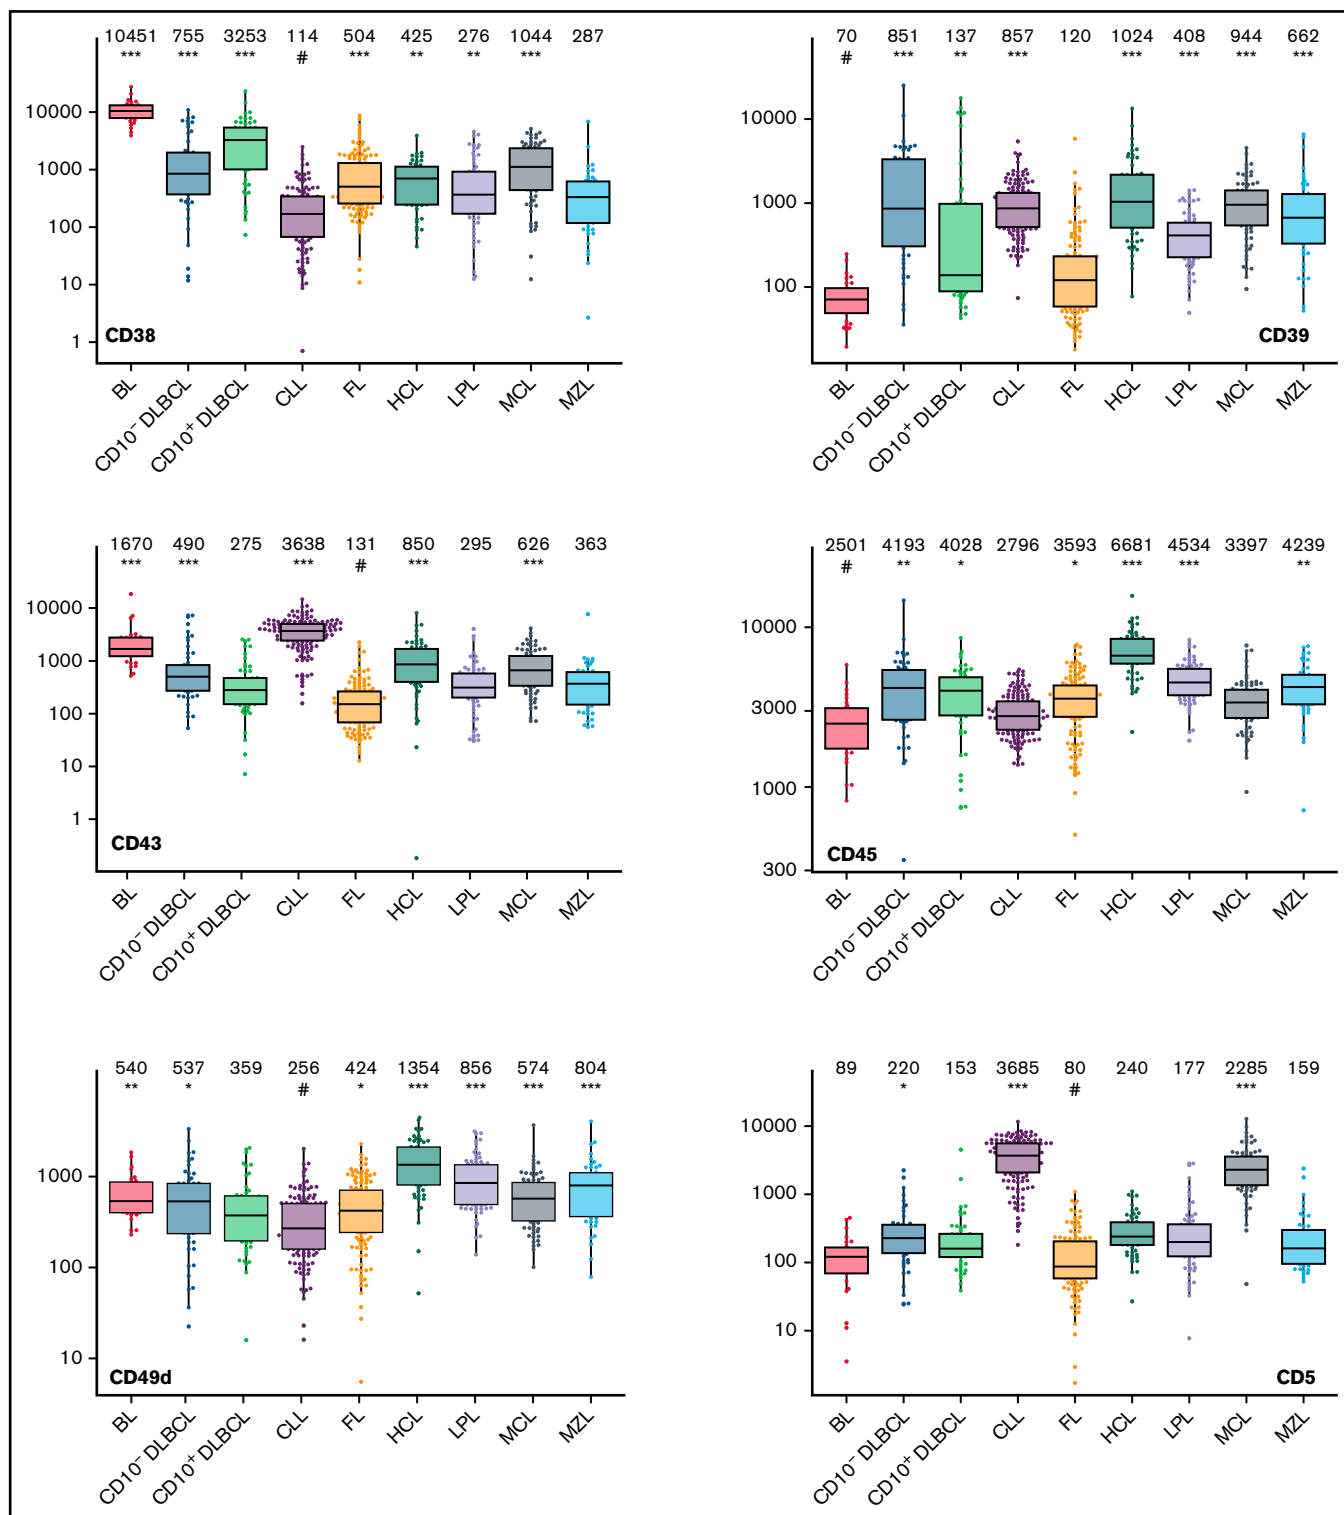 10451 755 3253 114 504 425 276 1044 287
*** *** *** # *** ** ** ***
10000
1000
100
10
1
CD38
BL CD10⁻ DLBCL CD10⁺ DLBCL CLL FL HCL LPL MCL MZL
70 851 137 857 120 1024 408 944 662
# *** ** *** *** *** *** ***
10000
1000
100
CD39
BL CD10⁻ DLBCL CD10⁺ DLBCL CLL FL HCL LPL MCL MZL
1670 490 275 3638 131 850 295 626 363
*** *** *** # *** ***
10000
1000
100
10
1
CD43
BL CD10⁻ DLBCL CD10⁺ DLBCL CLL FL HCL LPL MCL MZL
2501 4193 4028 2796 3593 6681 4534 3397 4239
# ** * * *** *** **
10000
3000
1000
300
CD45
BL CD10⁻ DLBCL CD10⁺ DLBCL CLL FL HCL LPL MCL MZL
540 537 359 256 424 1354 856 574 804
** * # * *** *** *** ***
1000
100
10
CD49d
BL CD10⁻ DLBCL CD10⁺ DLBCL CLL FL HCL LPL MCL MZL
89 220 153 3685 80 240 177 2285 159
* *** # ***
10000
1000
100
10
CD5
BL CD10⁻ DLBCL CD10⁺ DLBCL CLL FL HCL LPL MCL MZL